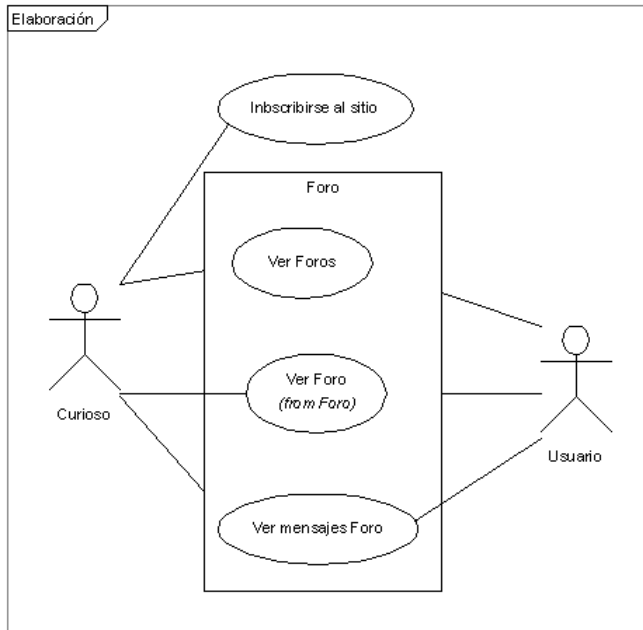 Elaboración
Inbscribirse al sitio
Foro
Ver Foros
Ver Foro
(from Foro)
Curioso
Usuario
Ver mensajes Foro